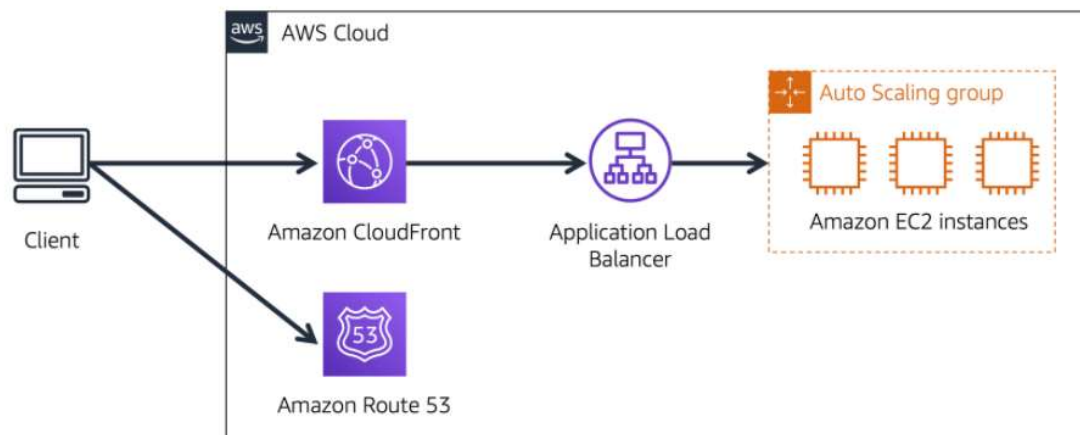 aws
AWS Cloud
Auto Scaling group
Client
Amazon CloudFront
Application Load
Balancer
Amazon EC2 instances
53
Amazon Route 53